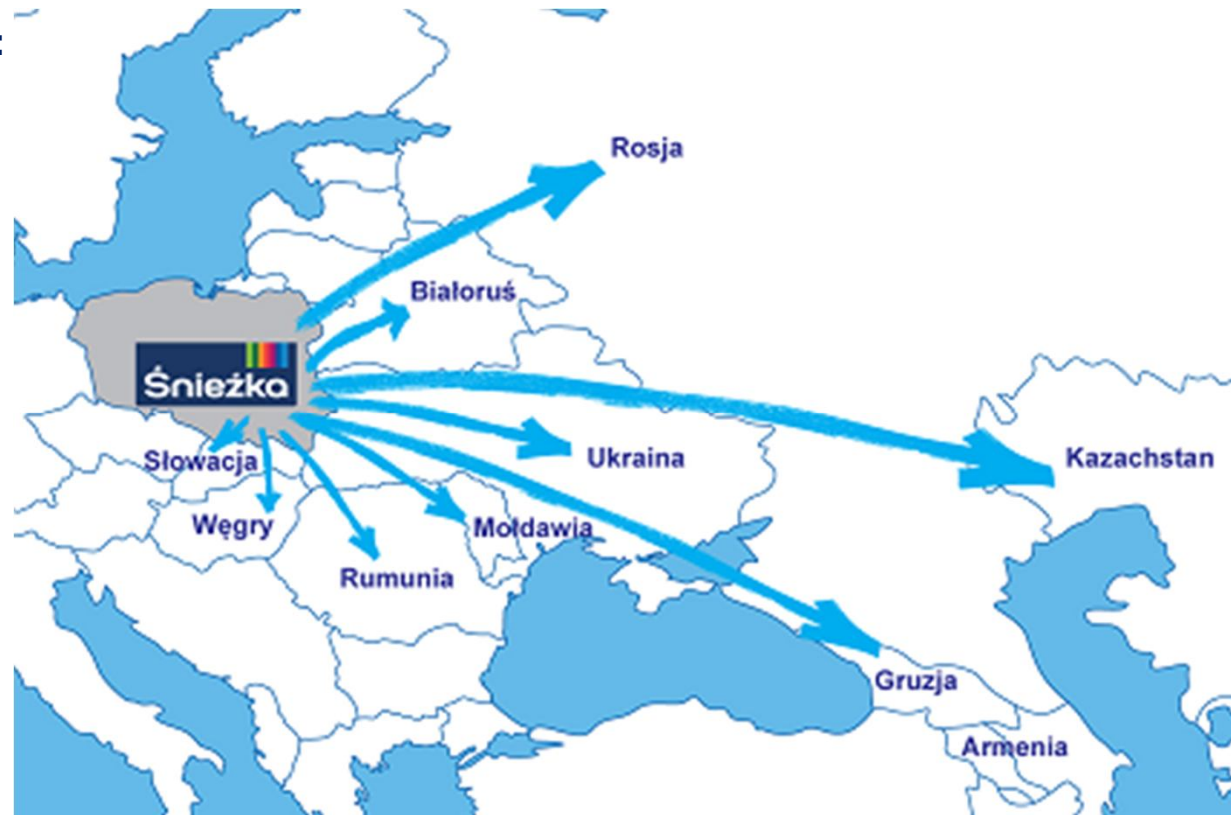 Rosja
Białoruś
Śnieżka
Słowacja
Ukraina
Kazachstan
Węgry
Mołdawia
Rumunia
Gruzja
Armenia